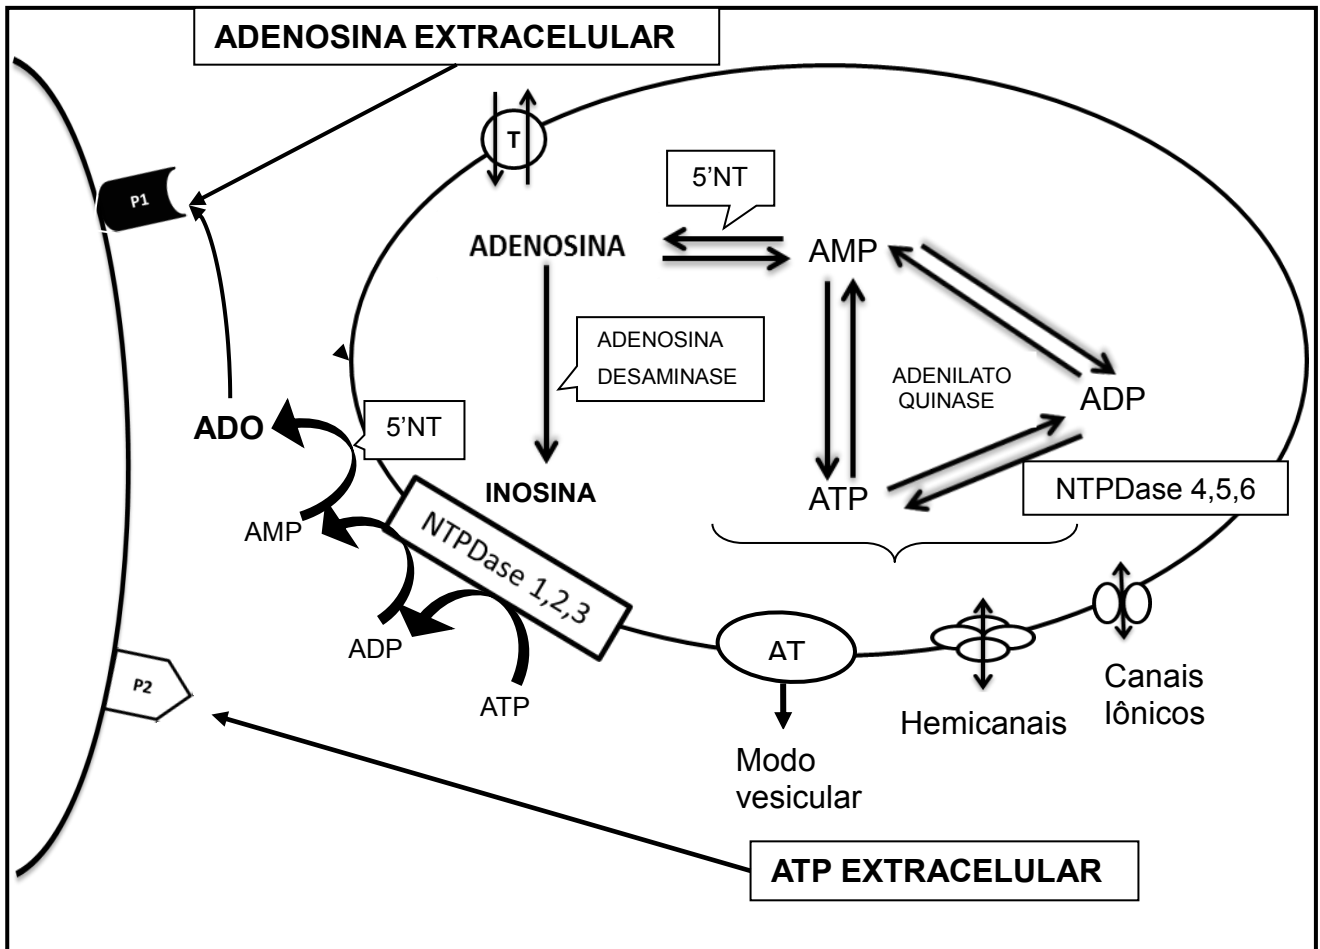 ADENOSINA EXTRACELULAR
T
5'NT
P1
ADENOSINA
AMP
ADENOSINA
DESAMINASE
ADENILATO
QUINASE
ADP
ADO
5'NT
INOSINA
ATP
NTPDase 4,5,6
AMP
NTPDase 1,2,3
ADP
AT
P2
ATP
Canais
Iônicos
Hemicanais
Modo
vesicular
ATP EXTRACELULAR